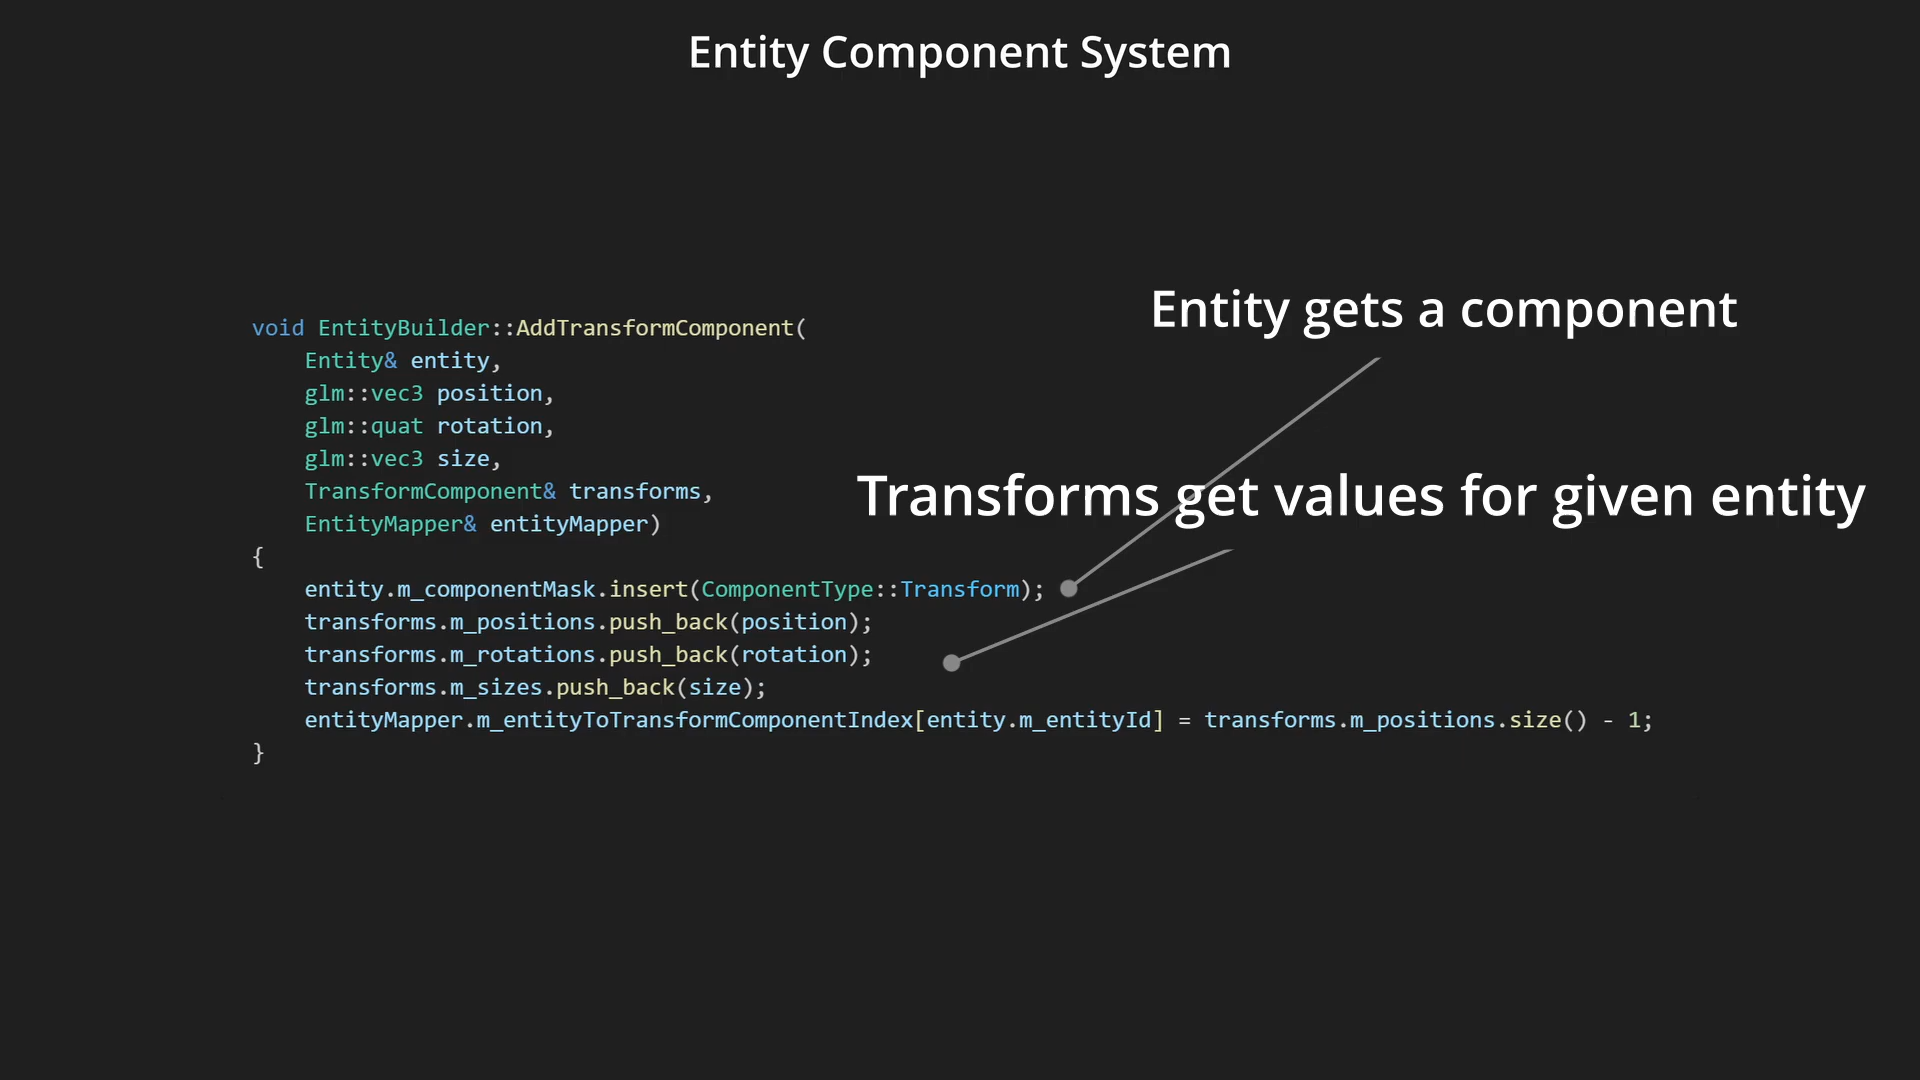 Entity Component System
Entity gets a component
Transforms get values for given entity
void EntityBuilder::AddTransformComponent(
    Entity& entity,
    glm::vec3 position,
    glm::quat rotation,
    glm::vec3 size,
    TransformComponent& transforms,
    EntityMapper& entityMapper)
{
    entity.m_componentMask.insert(ComponentType::Transform);
    transforms.m_positions.push_back(position);
    transforms.m_rotations.push_back(rotation);
    transforms.m_sizes.push_back(size);
    entityMapper.m_entityToTransformComponentIndex[entity.m_entityId] = transforms.m_positions.size() - 1;
}